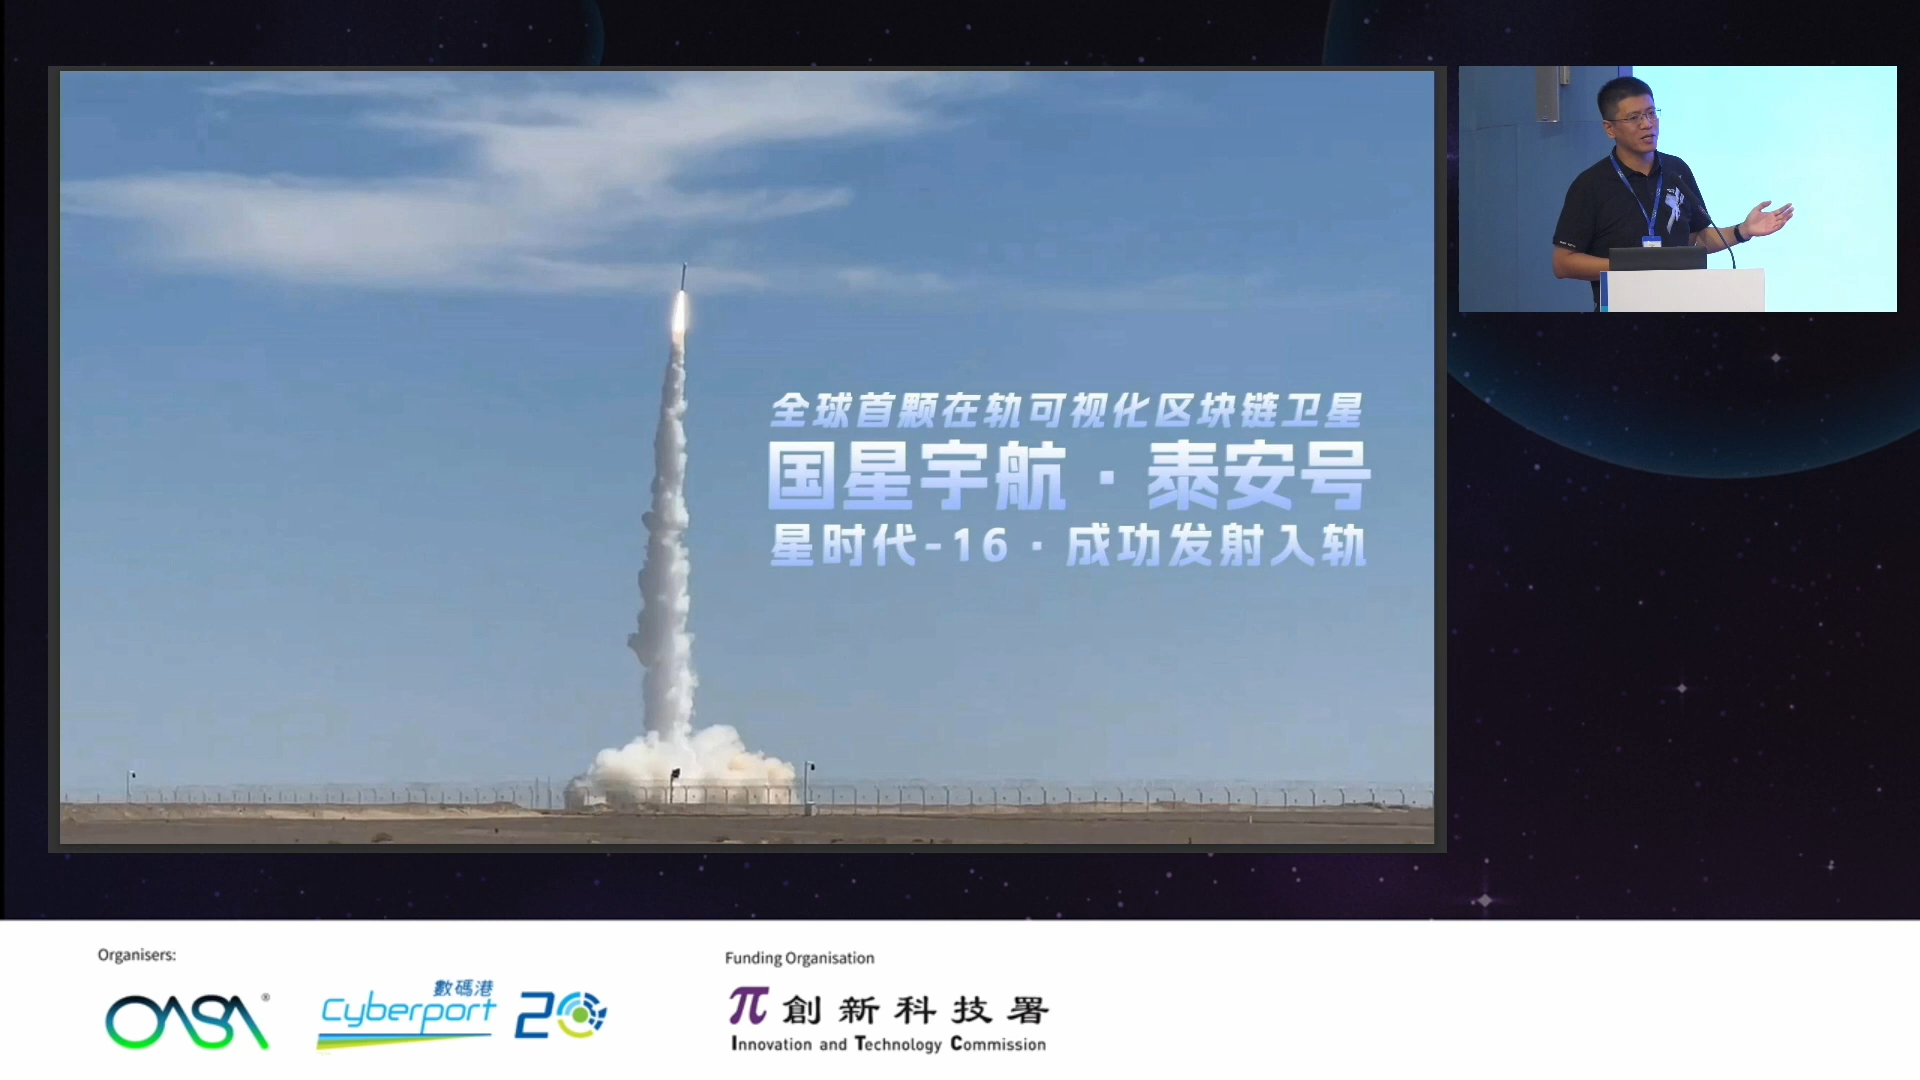 全球首颗在轨可视化区块链卫星
国星宇航·泰安号
星时代-16·成功发射入轨
Organisers:
OASA®
數碼港
Cyberport
20
Funding Organisation
創新科技署
Innovation and Technology Commission